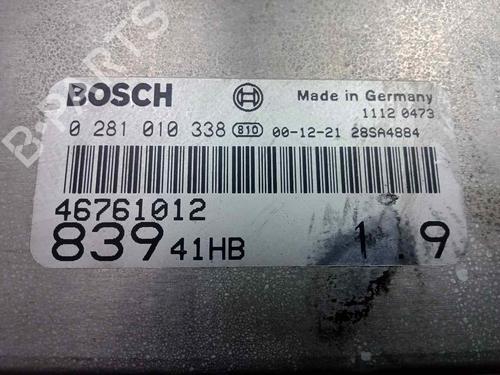 BOSCH
Made in Germany
1112 0473
0 281 010 338 810 00-12-21 28SA4884
46761012
839 41HB 1.9
B-PARTS